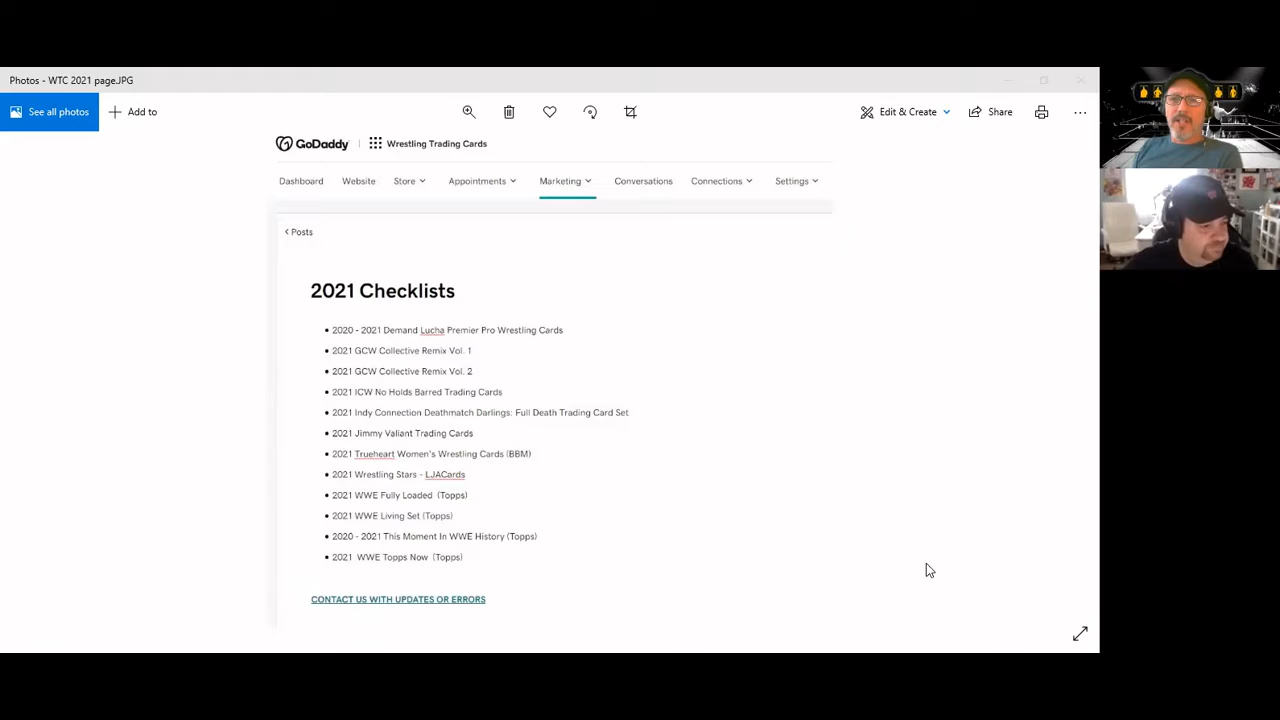 Photos - WTC 2021 page.JPG
See all photos
Add to
Edit & Create
Share
GoDaddy
Wrestling Trading Cards
Dashboard
Website
Store
Appointments
Marketing
Conversations
Connections
Settings
< Posts
2021 Checklists
• 2020 - 2021 Demand Lucha Premier Pro Wrestling Cards
• 2021 GCW Collective Remix Vol. 1
• 2021 GCW Collective Remix Vol. 2
• 2021 ICW No Holds Barred Trading Cards
• 2021 Indy Connection Deathmatch Darlings: Full Death Trading Card Set
• 2021 Jimmy Valiant Trading Cards
• 2021 Trueheart Women's Wrestling Cards (BBM)
• 2021 Wrestling Stars - LJACards
• 2021 WWE Fully Loaded (Topps)
• 2021 WWE Living Set (Topps)
• 2020 - 2021 This Moment In WWE History (Topps)
• 2021 WWE Topps Now (Topps)
CONTACT US WITH UPDATES OR ERRORS